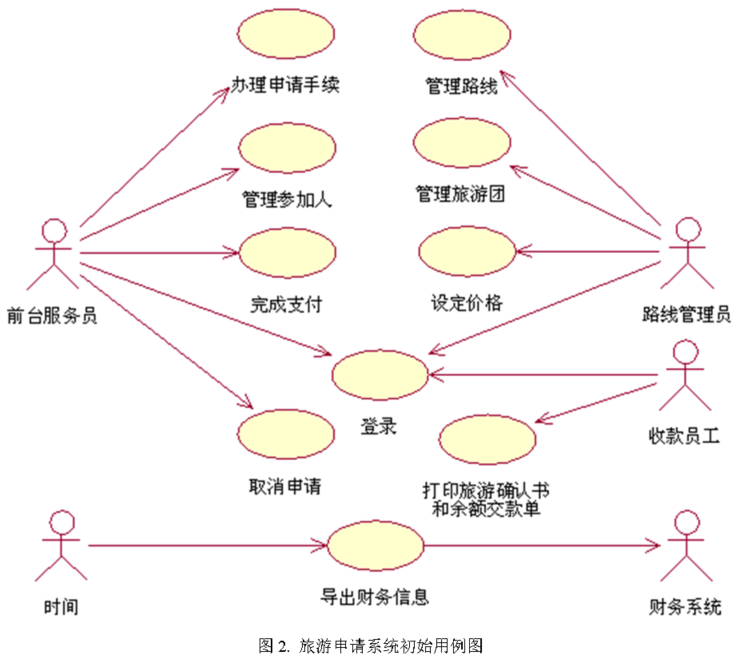 办理申请手续
管理路线
管理参加人
管理旅游团
前台服务员
完成支付
设定价格
路线管理员
登录
收款员工
取消申请
打印旅游确认书
和余额交款单
时间
导出财务信息
财务系统
图 2. 旅游申请系统初始用例图